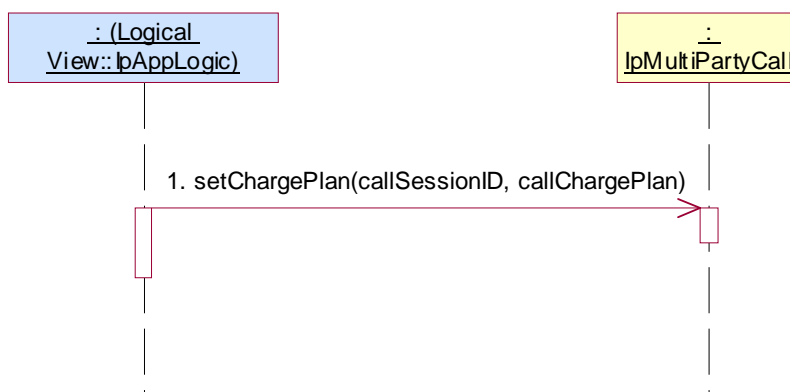 : (Logical
View::IpAppLogic)
:
IpMultiPartyCall
1. setChargePlan(callSessionID, callChargePlan)